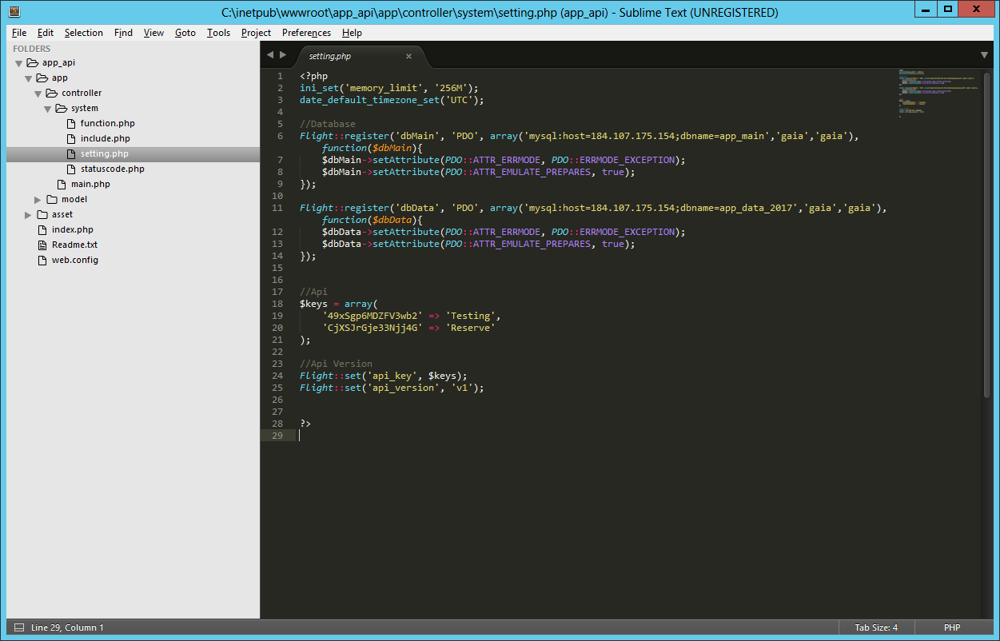 C:\inetpub\wwwroot\app_api\app\controller\system\setting.php (app_api) - Sublime Text (UNREGISTERED)
File Edit Selection Find View Goto Tools Project Preferences Help
FOLDERS
app_api
app
controller
system
function.php
include.php
setting.php
statuscode.php
main.php
model
asset
index.php
Readme.txt
web.config
setting.php ×
1 <?php
2 ini_set('memory_limit', '256M');
3 date_default_timezone_set('UTC');
4
5 //Database
6 Flight::register('dbMain', 'PDO', array('mysql:host=184.107.175.154;dbname=app_main','gaia','gaia'),
function($dbMain){
7 $dbMain->setAttribute(PDO::ATTR_ERRMODE, PDO::ERRMODE_EXCEPTION);
8 $dbMain->setAttribute(PDO::ATTR_EMULATE_PREPARES, true);
9 });
10
11 Flight::register('dbData', 'PDO', array('mysql:host=184.107.175.154;dbname=app_data_2017','gaia','gaia'),
function($dbData){
12 $dbData->setAttribute(PDO::ATTR_ERRMODE, PDO::ERRMODE_EXCEPTION);
13 $dbData->setAttribute(PDO::ATTR_EMULATE_PREPARES, true);
14 });
15
16
17 //Api
18 $keys = array(
19 '49xSgp6MDZFV3wb2' => 'Testing',
20 'CjXSJrGje33Njj4G' => 'Reserve'
21 );
22
23 //Api Version
24 Flight::set('api_key', $keys);
25 Flight::set('api_version', 'v1');
26
27
28 ?>
29
Line 29, Column 1
Tab Size: 4
PHP